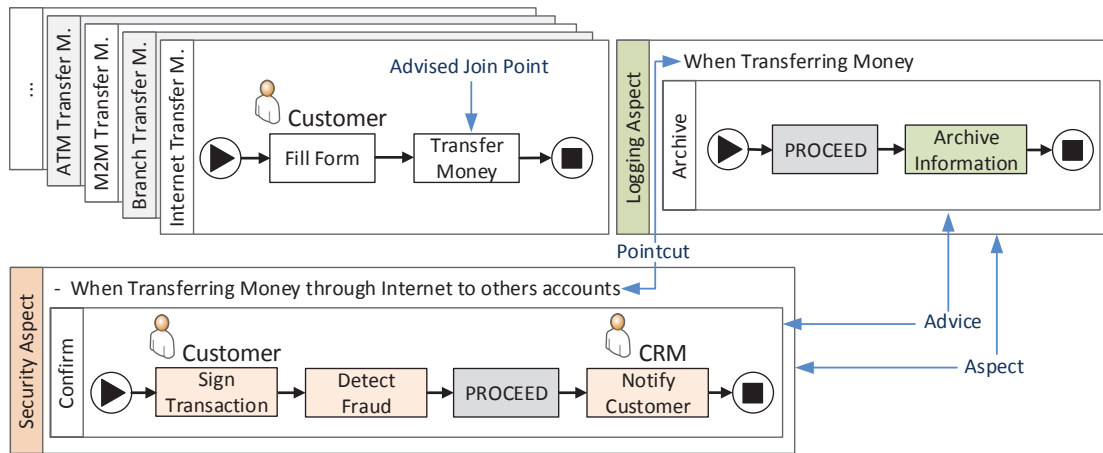 ...
ATM Transfer M.
M2M Transfer M.
Branch Transfer M.
Internet Transfer M.
Advised Join Point
Customer
Fill Form
Transfer
Money
Logging Aspect
When Transferring Money
Archive
PROCEED
Archive
Information
Pointcut
Security Aspect
- When Transferring Money through Internet to others accounts
Confirm
Customer
Sign
Transaction
Detect
Fraud
PROCEED
CRM
Notify
Customer
Advice
Aspect